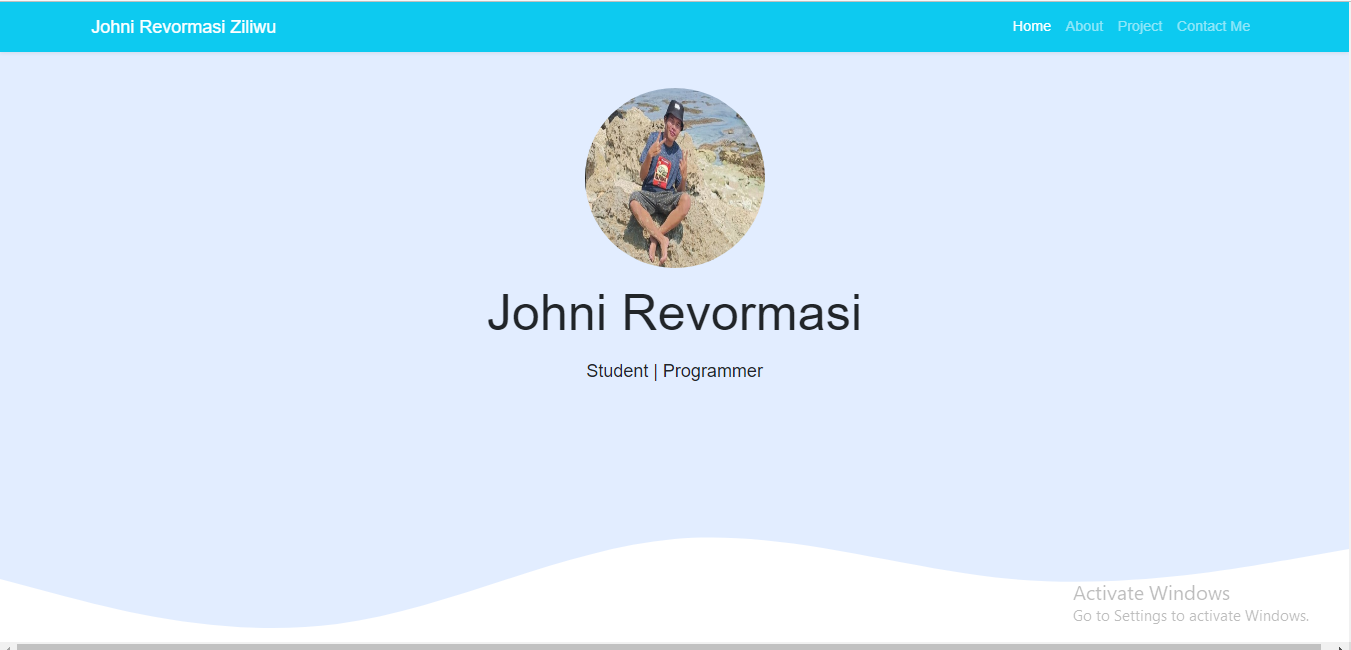 Johni Revormasi Ziliwu
Home About Project Contact Me
Johni Revormasi
Student | Programmer
Activate Windows
Go to Settings to activate Windows.